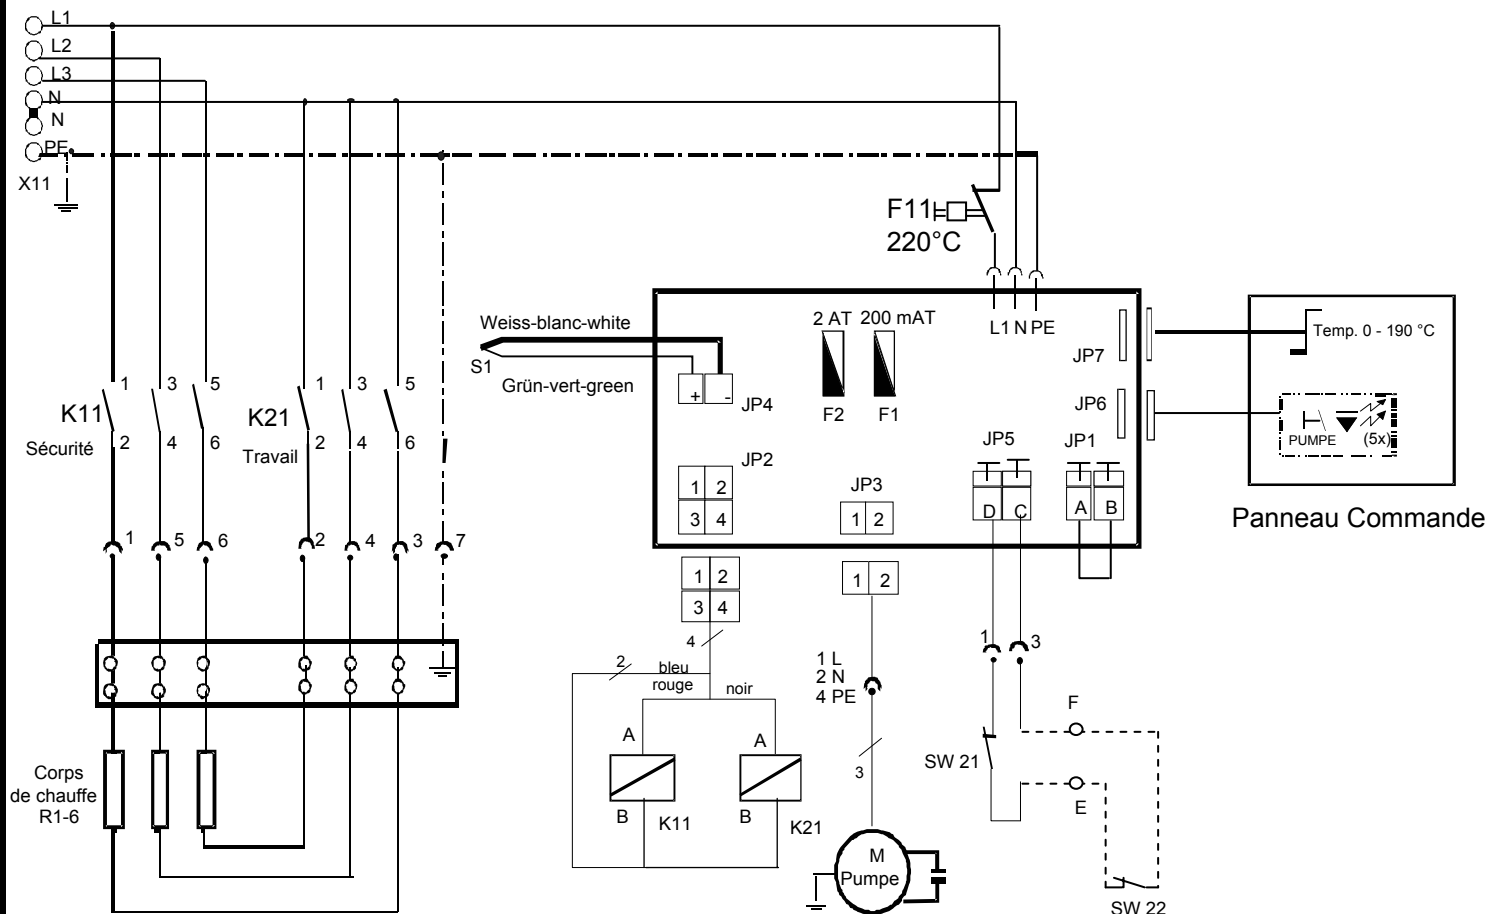 L1
L2
L3
N
N
PE
X11
F11
220°C
Weiss-blanc-white
S1
Grün-vert-green
+ -
JP4
2 AT 200 mAT
F2 F1
L1 N PE
JP7
Temp. 0 - 190 °C
JP6
PUMPE (5x)
Panneau Commande
K11
Sécurité
1 3 5
2 4 6
K21
Travail
1 3 5
2 4 6
JP2
1 2
3 4
JP3
1 2
JP5
D C
JP1
A B
1 5 6 2 4 3 7
1 2
3 4
1 2
4
2
bleu
rouge
noir
1 L
2 N
4 PE
1 3
F
A
A
3
SW 21
E
Corps
de chauffe
R1-6
B
K11
B
K21
M
Pumpe
SW 22